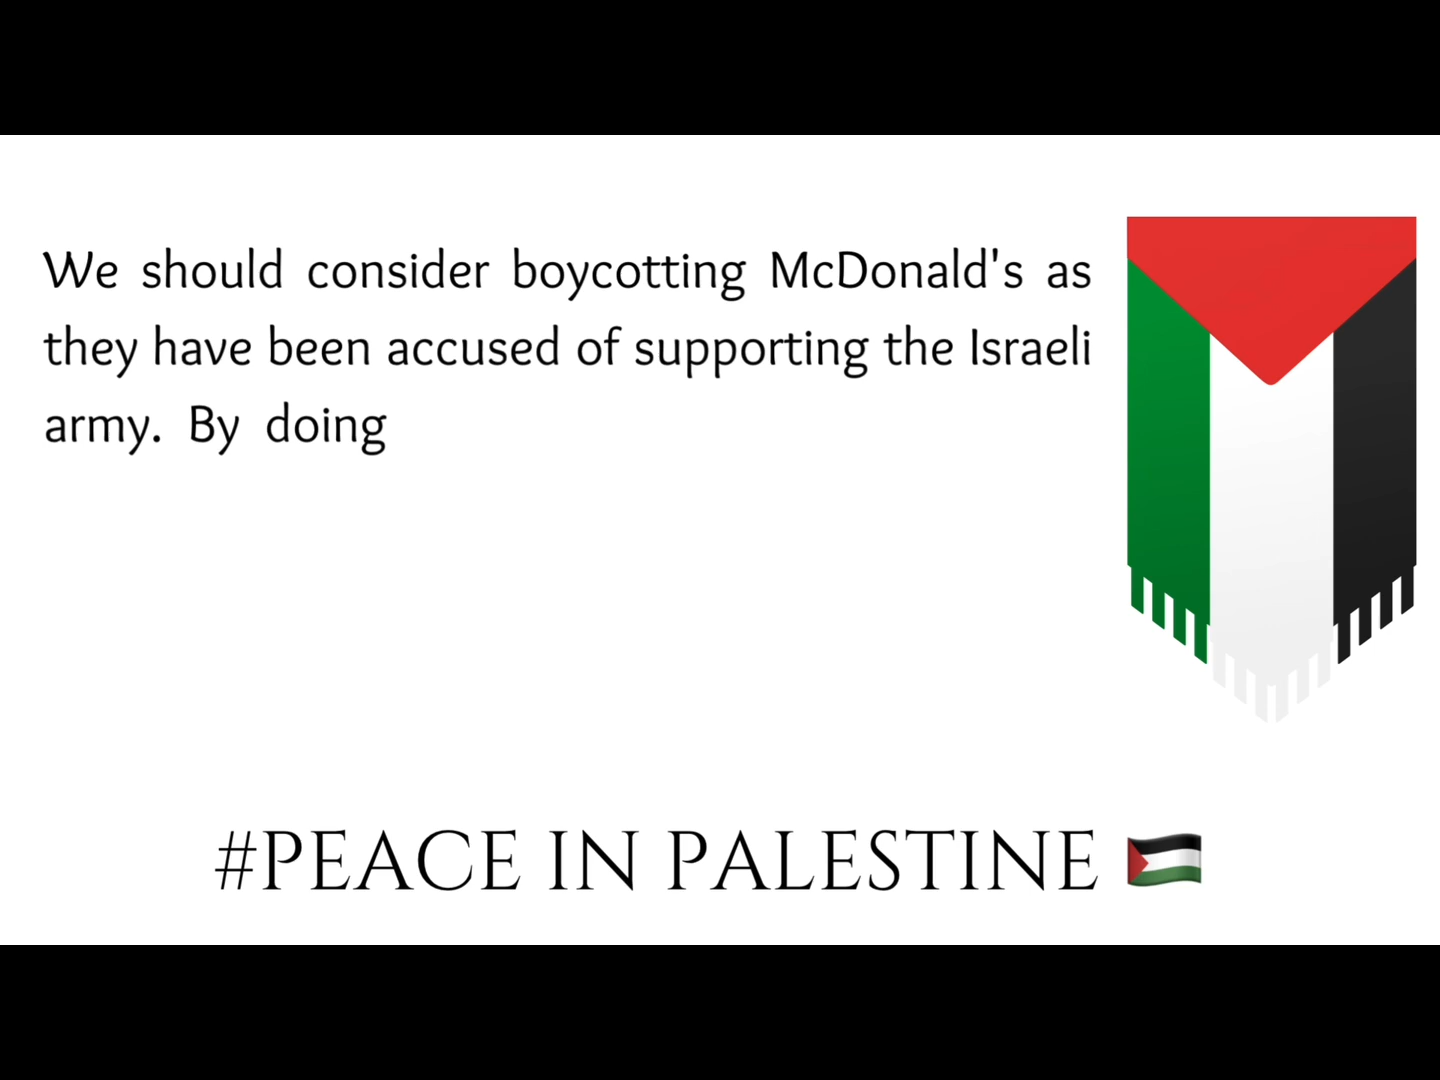 We should consider boycotting McDonald's as
they have been accused of supporting the Israeli
army. By doing
#PEACE IN PALESTINE 🇵🇸